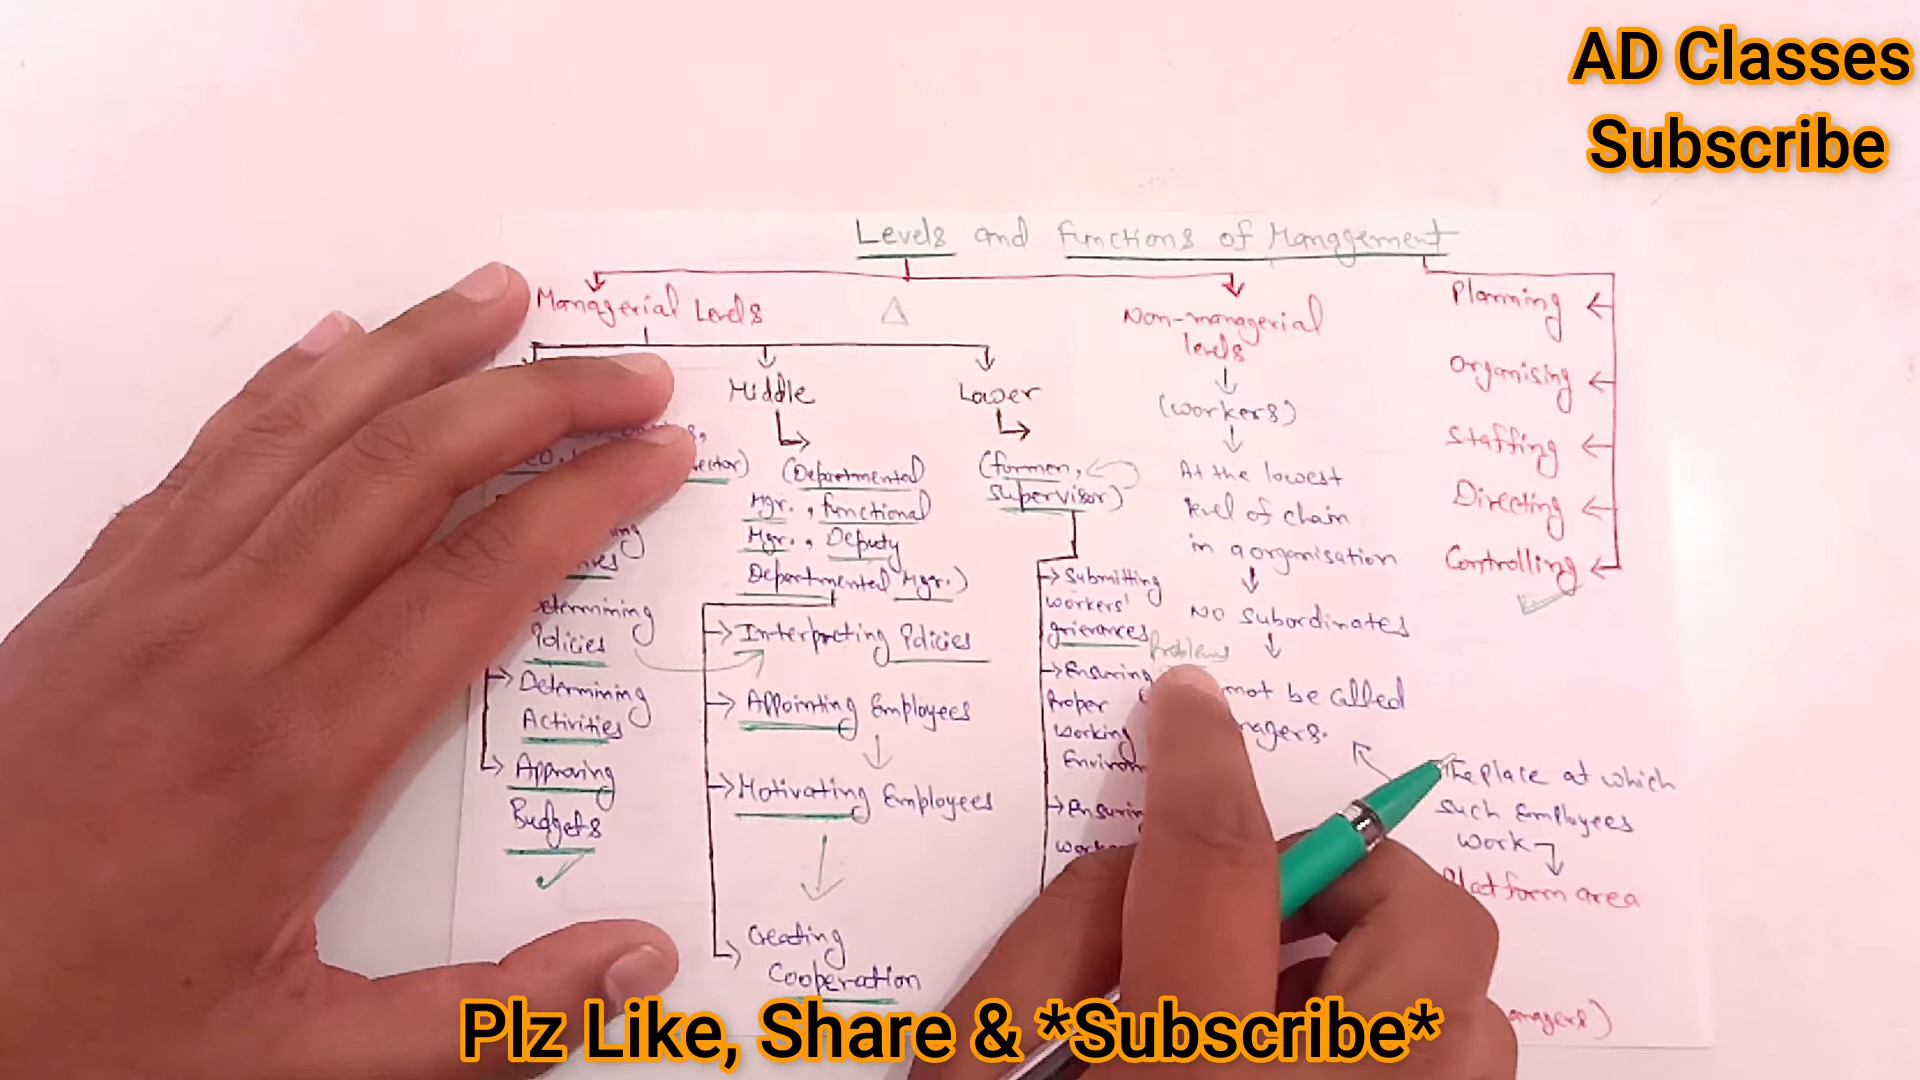 AD Classes
Subscribe
Levels and Functions of Management
Managerial Levels
Middle
Lower
(Departmental
Mgr., functional
Mgr., Deputy
Departmental Mgr.)
(formen,
supervisor)
Determining
Activities
Policies
Approving
Budgets
Interpreting Policies
Appointing Employees
Motivating Employees
Creating
Cooperation
Submitting
workers'
grievances
Problems
Ensuring
Proper
working
Non-managerial
levels
(workers)
At the lowest
level of chain
in a organisation
No subordinates
not be called
Planning
Organising
Staffing
Directing
Controlling
The place at which
such Employees
work
Platform area
Plz Like, Share & *Subscribe*